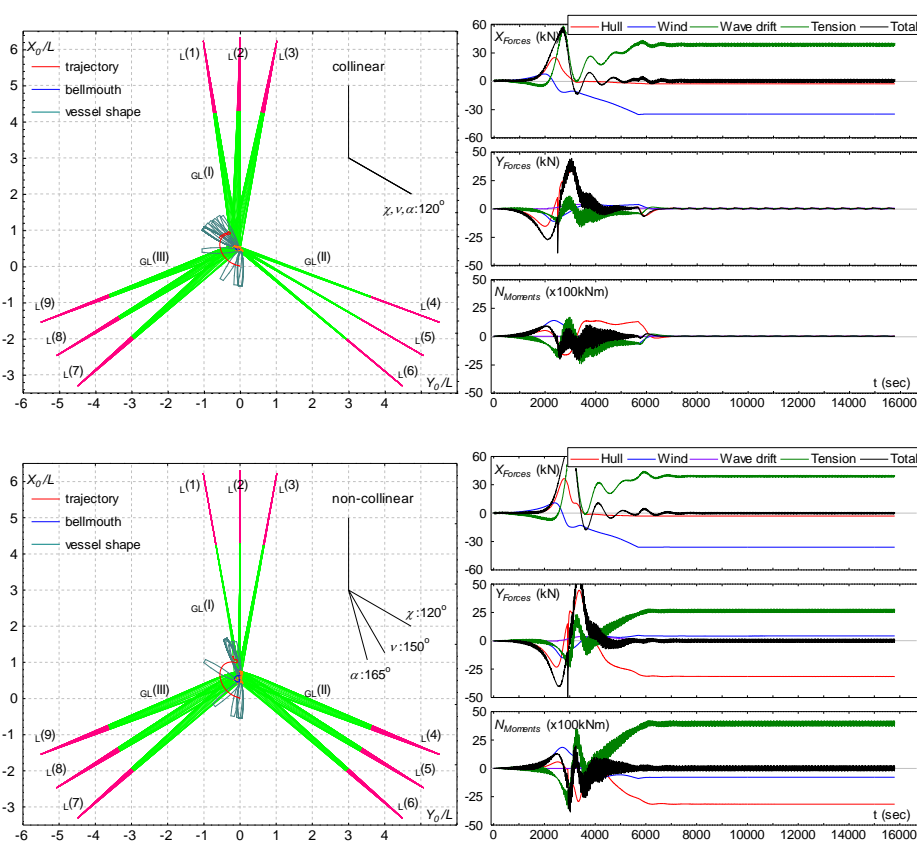 X0/L
6
5
4
3
2
1
0
-1
-2
-3
-6 -5 -4 -3 -2 -1 0 1 2 3 4
Y0/L
trajectory
bellmouth
vessel shape
L(1)
L(2)
L(3)
collinear
χ, ν, α:120°
GL(I)
GL(III)
GL(II)
L(9)
L(8)
L(7)
L(4)
L(5)
L(6)
Hull Wind Wave drift Tension Total
XForces (kN)
60
30
0
-30
-60
YForces (kN)
50
25
0
-25
-50
NMoments (x100kNm)
50
25
0
-25
-50
t (sec)
0 2000 4000 6000 8000 10000 12000 14000 16000
X0/L
6
5
4
3
2
1
0
-1
-2
-3
-6 -5 -4 -3 -2 -1 0 1 2 3 4
Y0/L
trajectory
bellmouth
vessel shape
L(1)
L(2)
L(3)
non-collinear
χ:120°
ν:150°
α:165°
GL(I)
GL(III)
GL(II)
L(9)
L(8)
L(7)
L(4)
L(5)
L(6)
Hull Wind Wave drift Tension Total
XForces (kN)
60
30
0
-30
-60
YForces (kN)
50
25
0
-25
-50
NMoments (x100kNm)
50
25
0
-25
-50
t (sec)
0 2000 4000 6000 8000 10000 12000 14000 16000